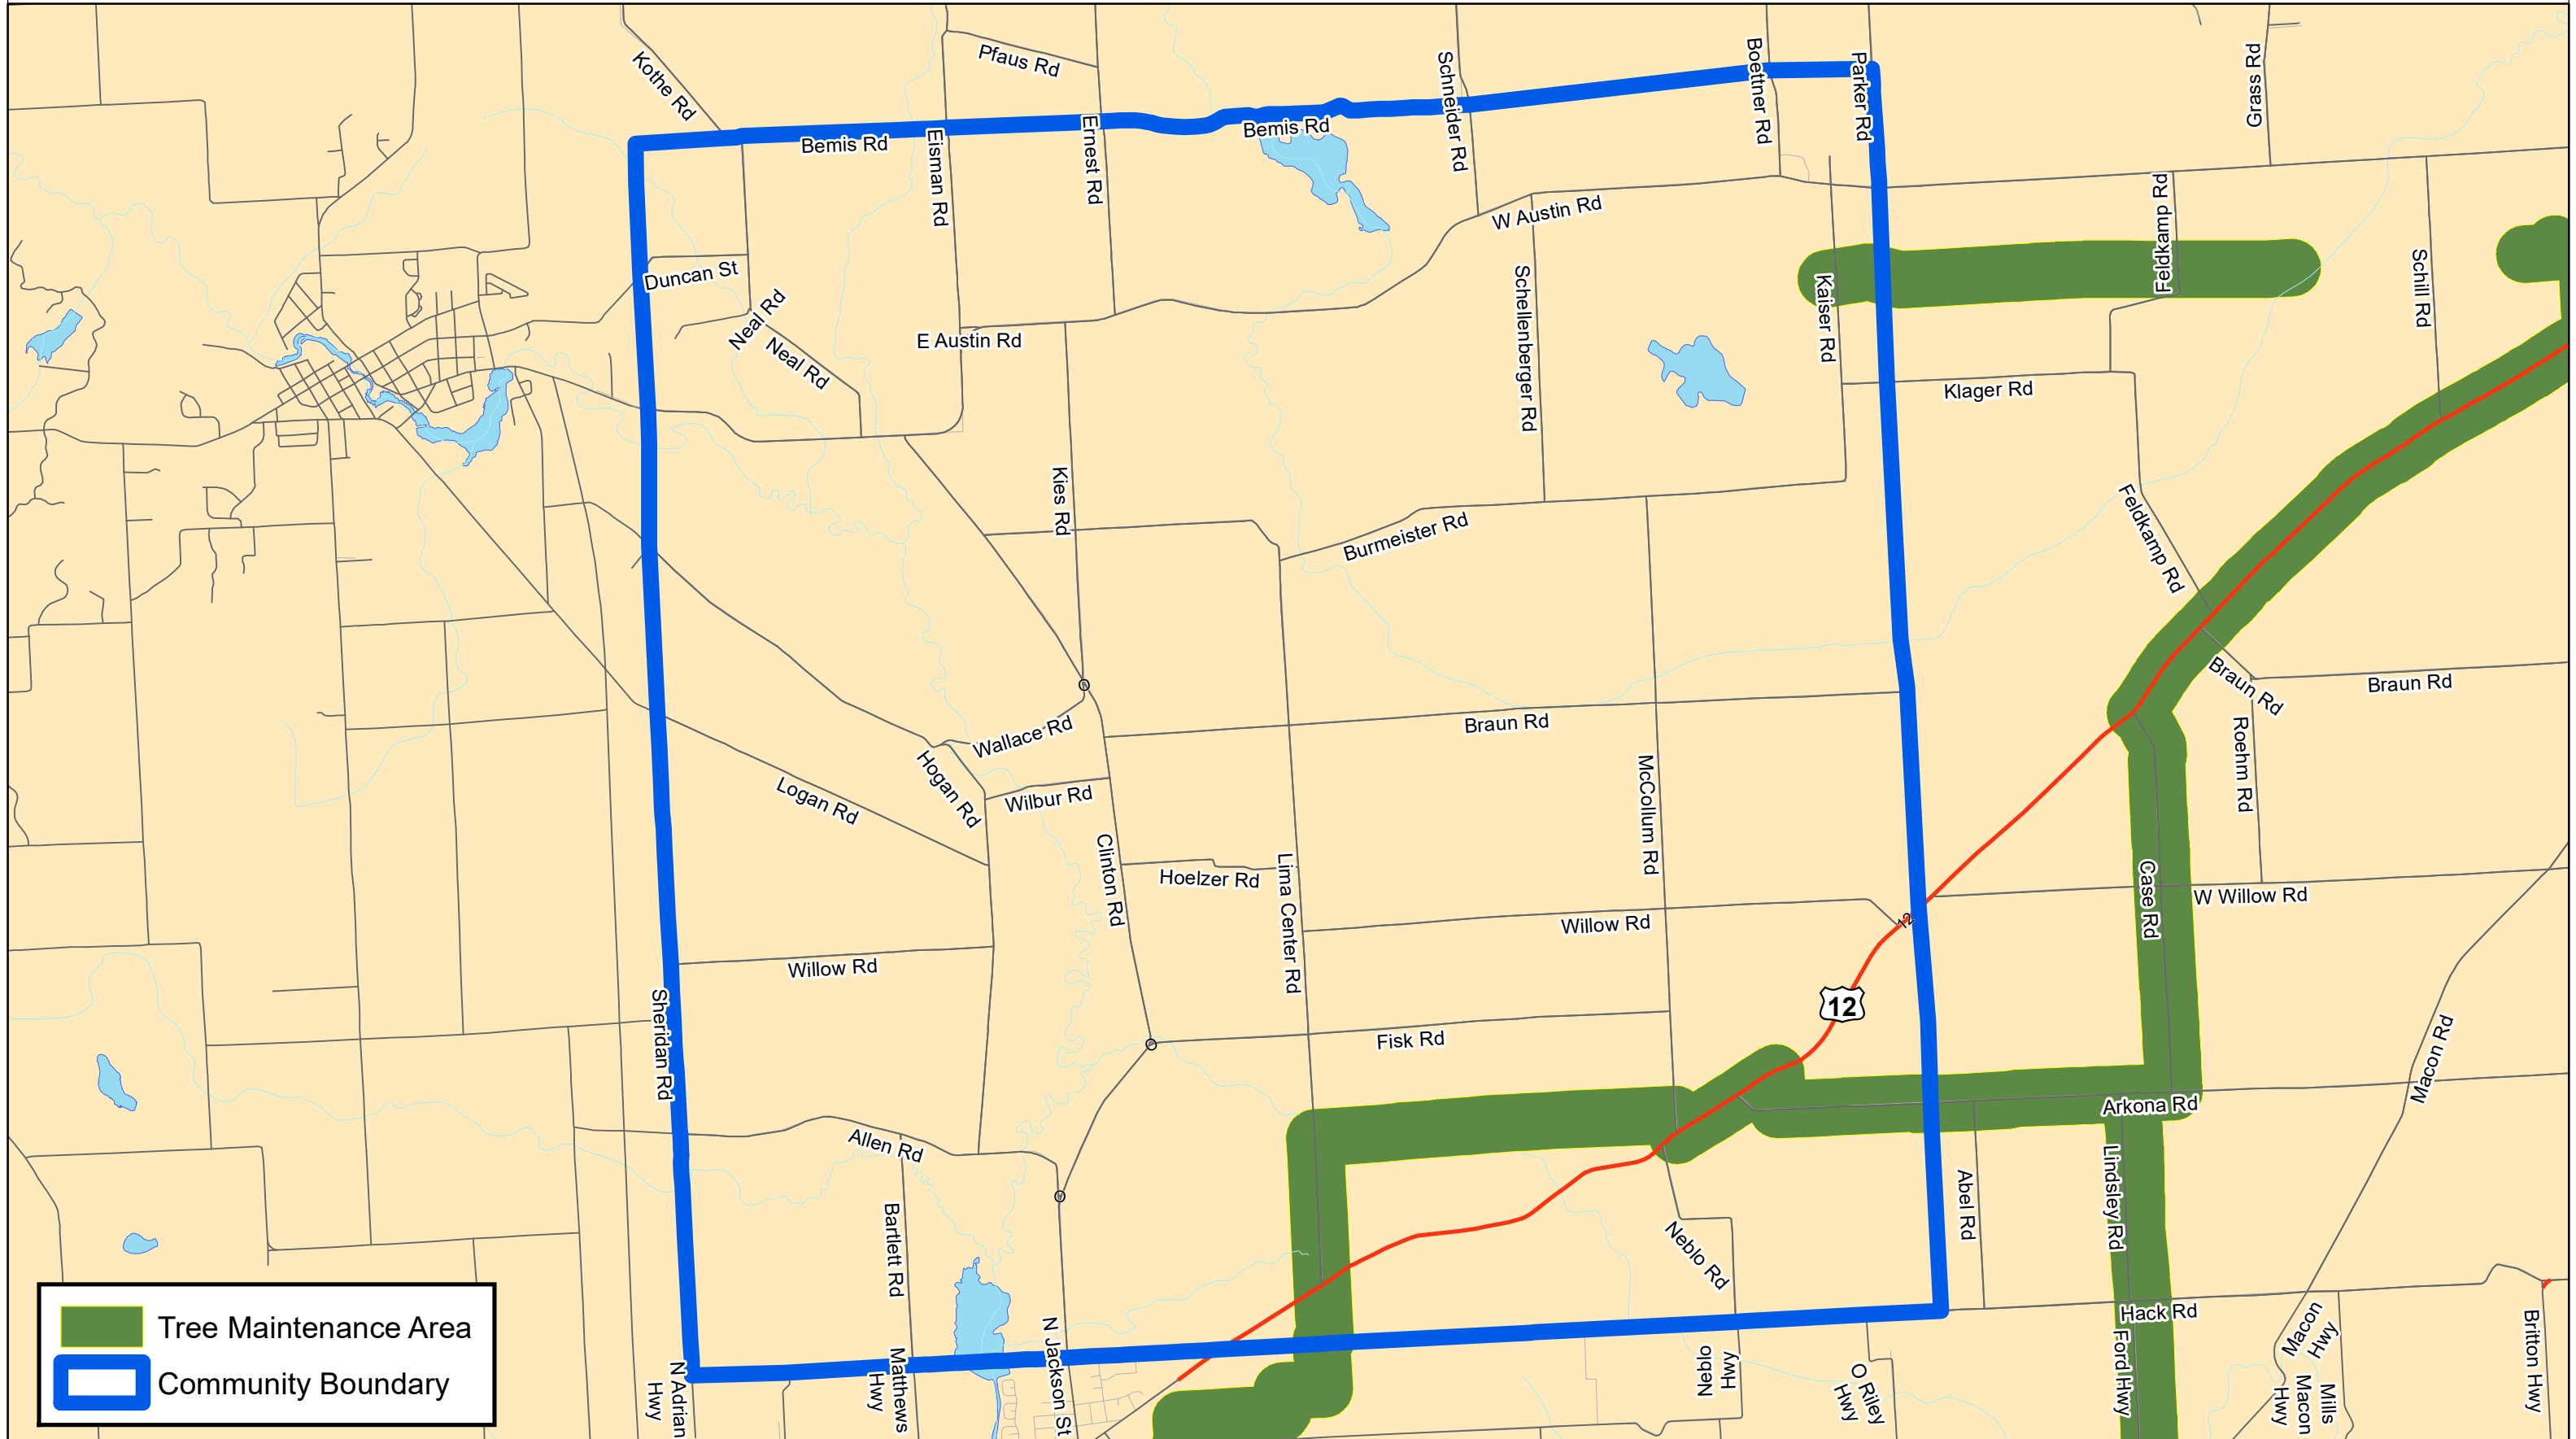 Kothe Rd
Pfaus Rd
Schneider Rd
Boettner Rd
Parker Rd
Grass Rd
Bemis Rd
Eisman Rd
Ernest Rd
Bemis Rd
W Austin Rd
Feldkamp Rd
Schill Rd
Duncan St
Neal Rd
Neal Rd
E Austin Rd
Schellenberger Rd
Kaiser Rd
Klager Rd
Kies Rd
Burmeister Rd
Feldkamp Rd
Braun Rd
Braun Rd
Roehm Rd
Wallace Rd
Hogan Rd
Wilbur Rd
Logan Rd
Braun Rd
McCollum Rd
Clinton Rd
Hoelzer Rd
Lima Center Rd
Case Rd
W Willow Rd
Willow Rd
Willow Rd
12
12
Sheridan Rd
Fisk Rd
Macon Rd
Arkona Rd
Allen Rd
Bartlett Rd
Abel Rd
Lindsley Rd
Neblo Rd
Hack Rd
N Jackson St
N Adrian
Hwy
Matthews
Hwy
Neblo
Hwy
O Riley
Hwy
Ford Hwy
Macon
Hwy
Mills
Macon
Hwy
Britton Hwy
Tree Maintenance Area
Community Boundary